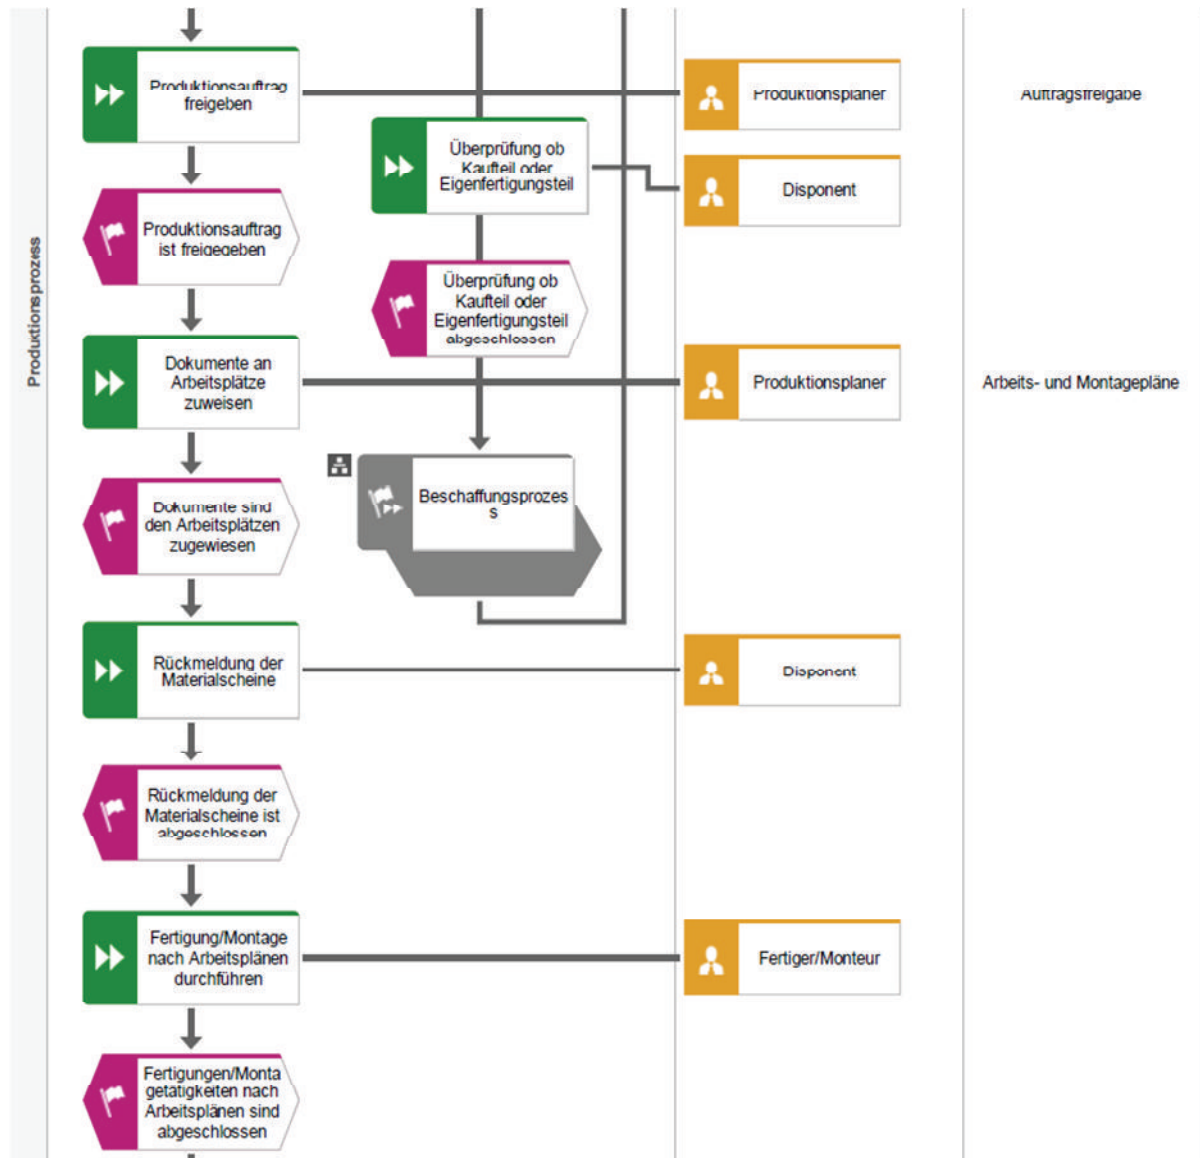 Produktionsprozess
Produktionsauftrag
freigeben
Produktionsplaner
Auftragsfreigabe
Überprüfung ob
Kaufteil oder
Eigenfertigungsteil
Disponent
Produktionsauftrag
ist freigegeben
Überprüfung ob
Kaufteil oder
Eigenfertigungsteil
abgeschlossen
Dokumente an
Arbeitsplätze
zuweisen
Produktionsplaner
Arbeits- und Montagepläne
Beschaffungsprozes
s
Dokumente sind
den Arbeitsplätzen
zugewiesen
Rückmeldung der
Materialscheine
Disponent
Rückmeldung der
Materialscheine ist
abgeschlossen
Fertigung/Montage
nach Arbeitsplänen
durchführen
Fertiger/Monteur
Fertigungen/Monta
getätigkeiten nach
Arbeitsplänen sind
abgeschlossen